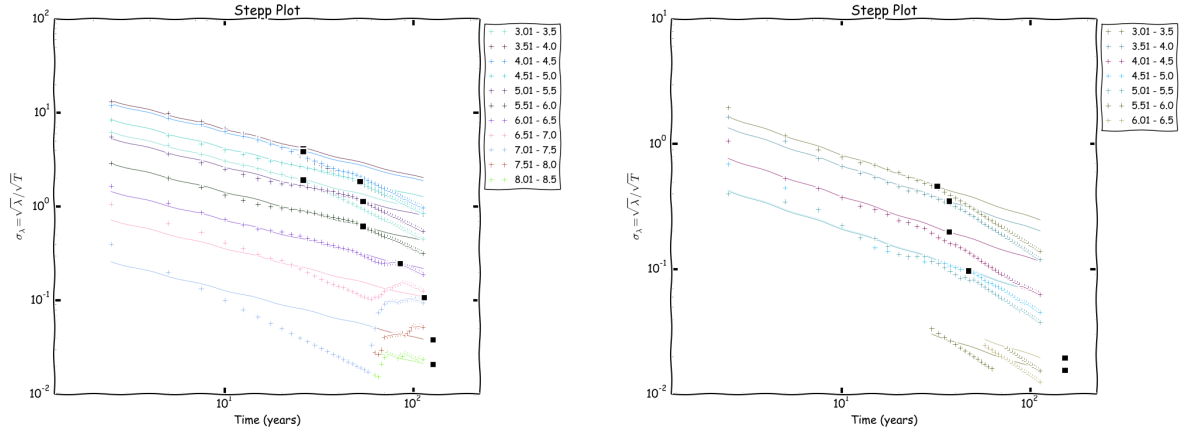 Stepp Plot
10^2
10^1
10^0
10^-1
10^-2
σ_λ = √λ/√T
10^1
10^2
Time (years)
3.01 - 3.5
3.51 - 4.0
4.01 - 4.5
4.51 - 5.0
5.01 - 5.5
5.51 - 6.0
6.01 - 6.5
6.51 - 7.0
7.01 - 7.5
7.51 - 8.0
8.01 - 8.5
Stepp Plot
10^1
10^0
10^-1
10^-2
σ_λ = √λ/√T
10^1
10^2
Time (years)
3.01 - 3.5
3.51 - 4.0
4.01 - 4.5
4.51 - 5.0
5.01 - 5.5
5.51 - 6.0
6.01 - 6.5